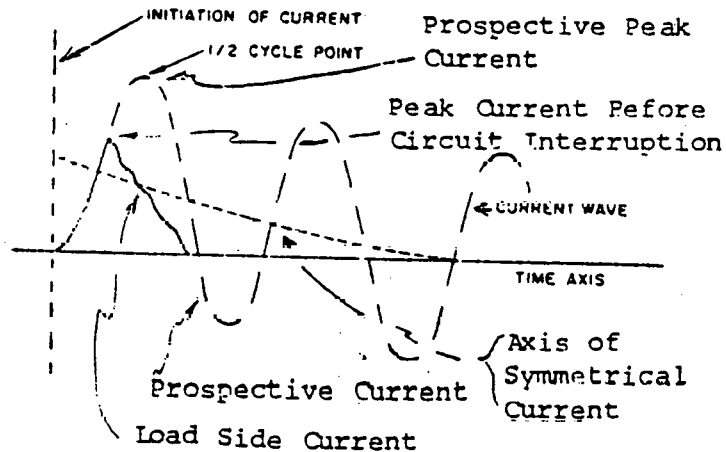 INITIATION OF CURRENT
1/2 CYCLE POINT
Prospective Peak
Current
Peak Current Before
Circuit Interruption
CURRENT WAVE
TIME AXIS
Axis of
Symmetrical
Current
Prospective Current
Load Side Current